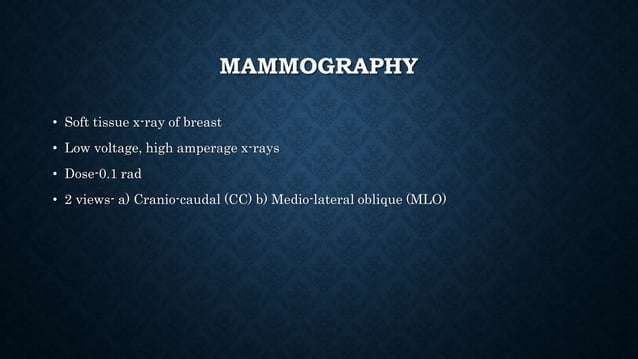 MAMMOGRAPHY
• Soft tissue x-ray of breast
• Low voltage, high amperage x-rays
• Dose-0.1 rad
• 2 views- a) Cranio-caudal (CC) b) Medio-lateral oblique (MLO)